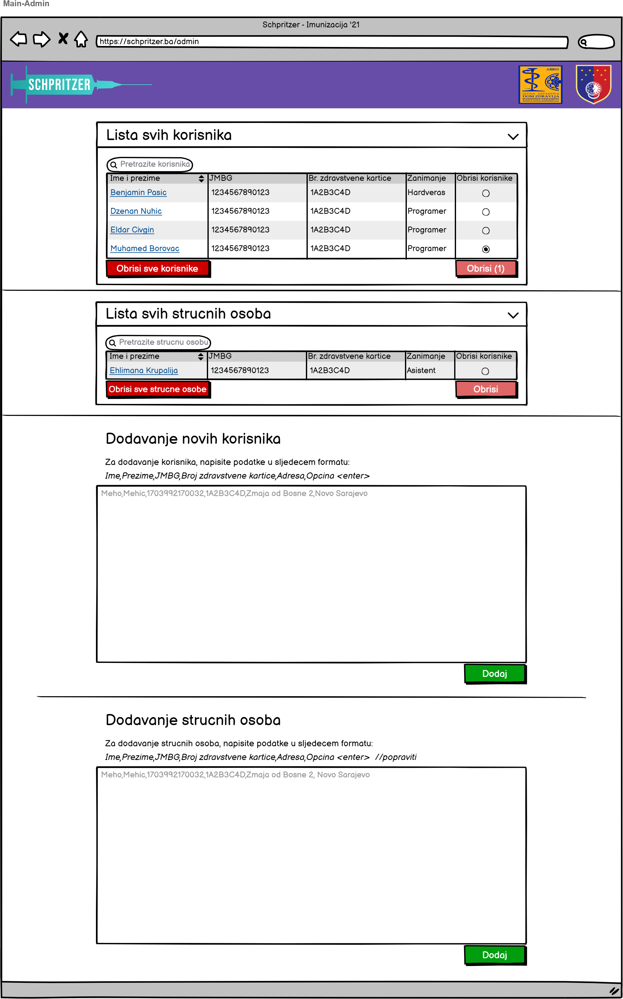 Main-Admin
Schpritzer - Imunizacija '21
https://schpritzer.ba/admin
SCHPRITZER
JUDZKS
JAVNA USTANOVA
DOM ZDRAVLJA
KANTONA SARAJEVO
Lista svih korisnika
Pretrazite korisnika
Ime i prezime JMBG Br. zdravstvene kartice Zanimanje Obrisi korisnike
Benjamin Pasic 1234567890123 1A2B3C4D Hardveras
Dzenan Nuhic 1234567890123 1A2B3C4D Programer
Eldar Civgin 1234567890123 1A2B3C4D Programer
Muhamed Borovac 1234567890123 1A2B3C4D Programer
Obrisi sve korisnike Obrisi (1)
Lista svih strucnih osoba
Pretrazite strucnu osobu
Ime i prezime JMBG Br. zdravstvene kartice Zanimanje Obrisi korisnike
Ehlimana Krupalija 1234567890123 1A2B3C4D Asistent
Obrisi sve strucne osobe Obrisi
Dodavanje novih korisnika
Za dodavanje korisnika, napisite podatke u sljedecem formatu:
Ime,Prezime,JMBG,Broj zdravstvene kartice,Adresa,Opcina <enter>
Meho,Mehic,1703992170032,1A2B3C4D,Zmaja od Bosne 2,Novo Sarajevo
Dodaj
Dodavanje strucnih osoba
Za dodavanje strucnih osoba, napisite podatke u sljedecem formatu:
Ime,Prezime,JMBG,Broj zdravstvene kartice,Adresa,Opcina <enter> //popraviti
Meho,Mehic,1703992170032,1A2B3C4D,Zmaja od Bosne 2, Novo Sarajevo
Dodaj